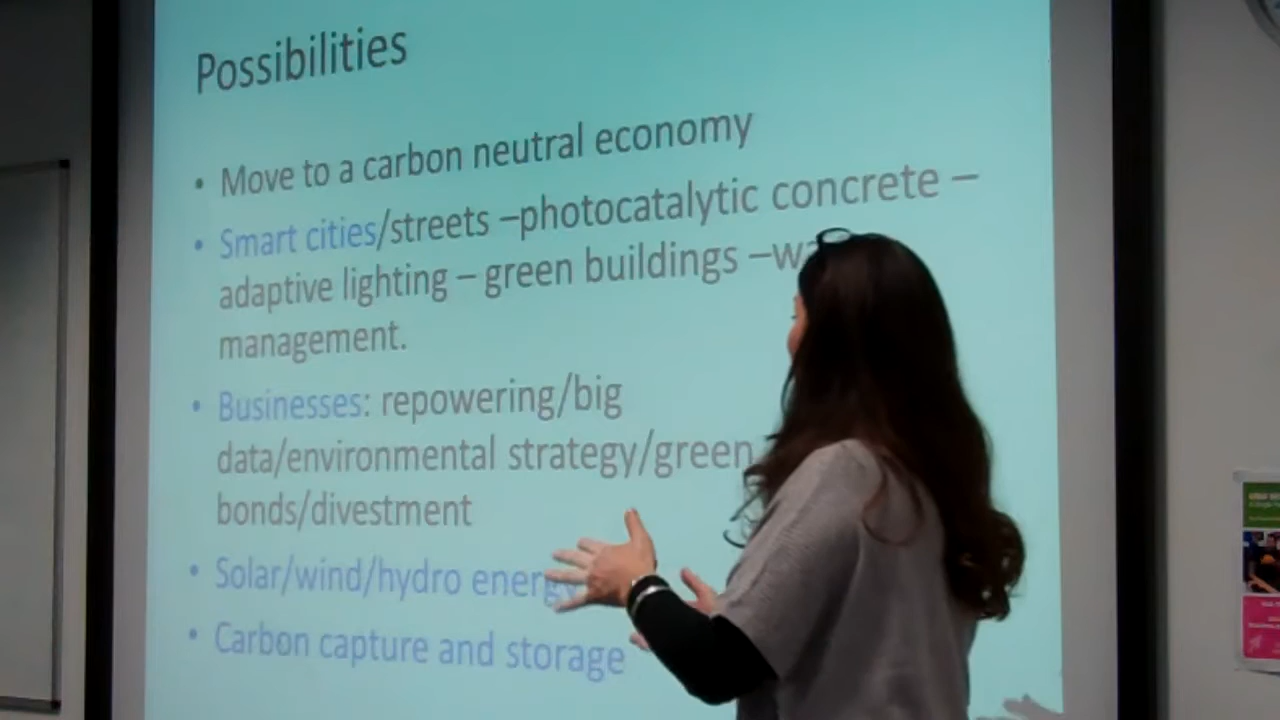 Possibilities
• Move to a carbon neutral economy
• Smart cities/streets –photocatalytic concrete –
adaptive lighting – green buildings –
management.
• Businesses: repowering/big
data/environmental strategy/green
bonds/divestment
• Solar/wind/hydro energy
• Carbon capture and storage